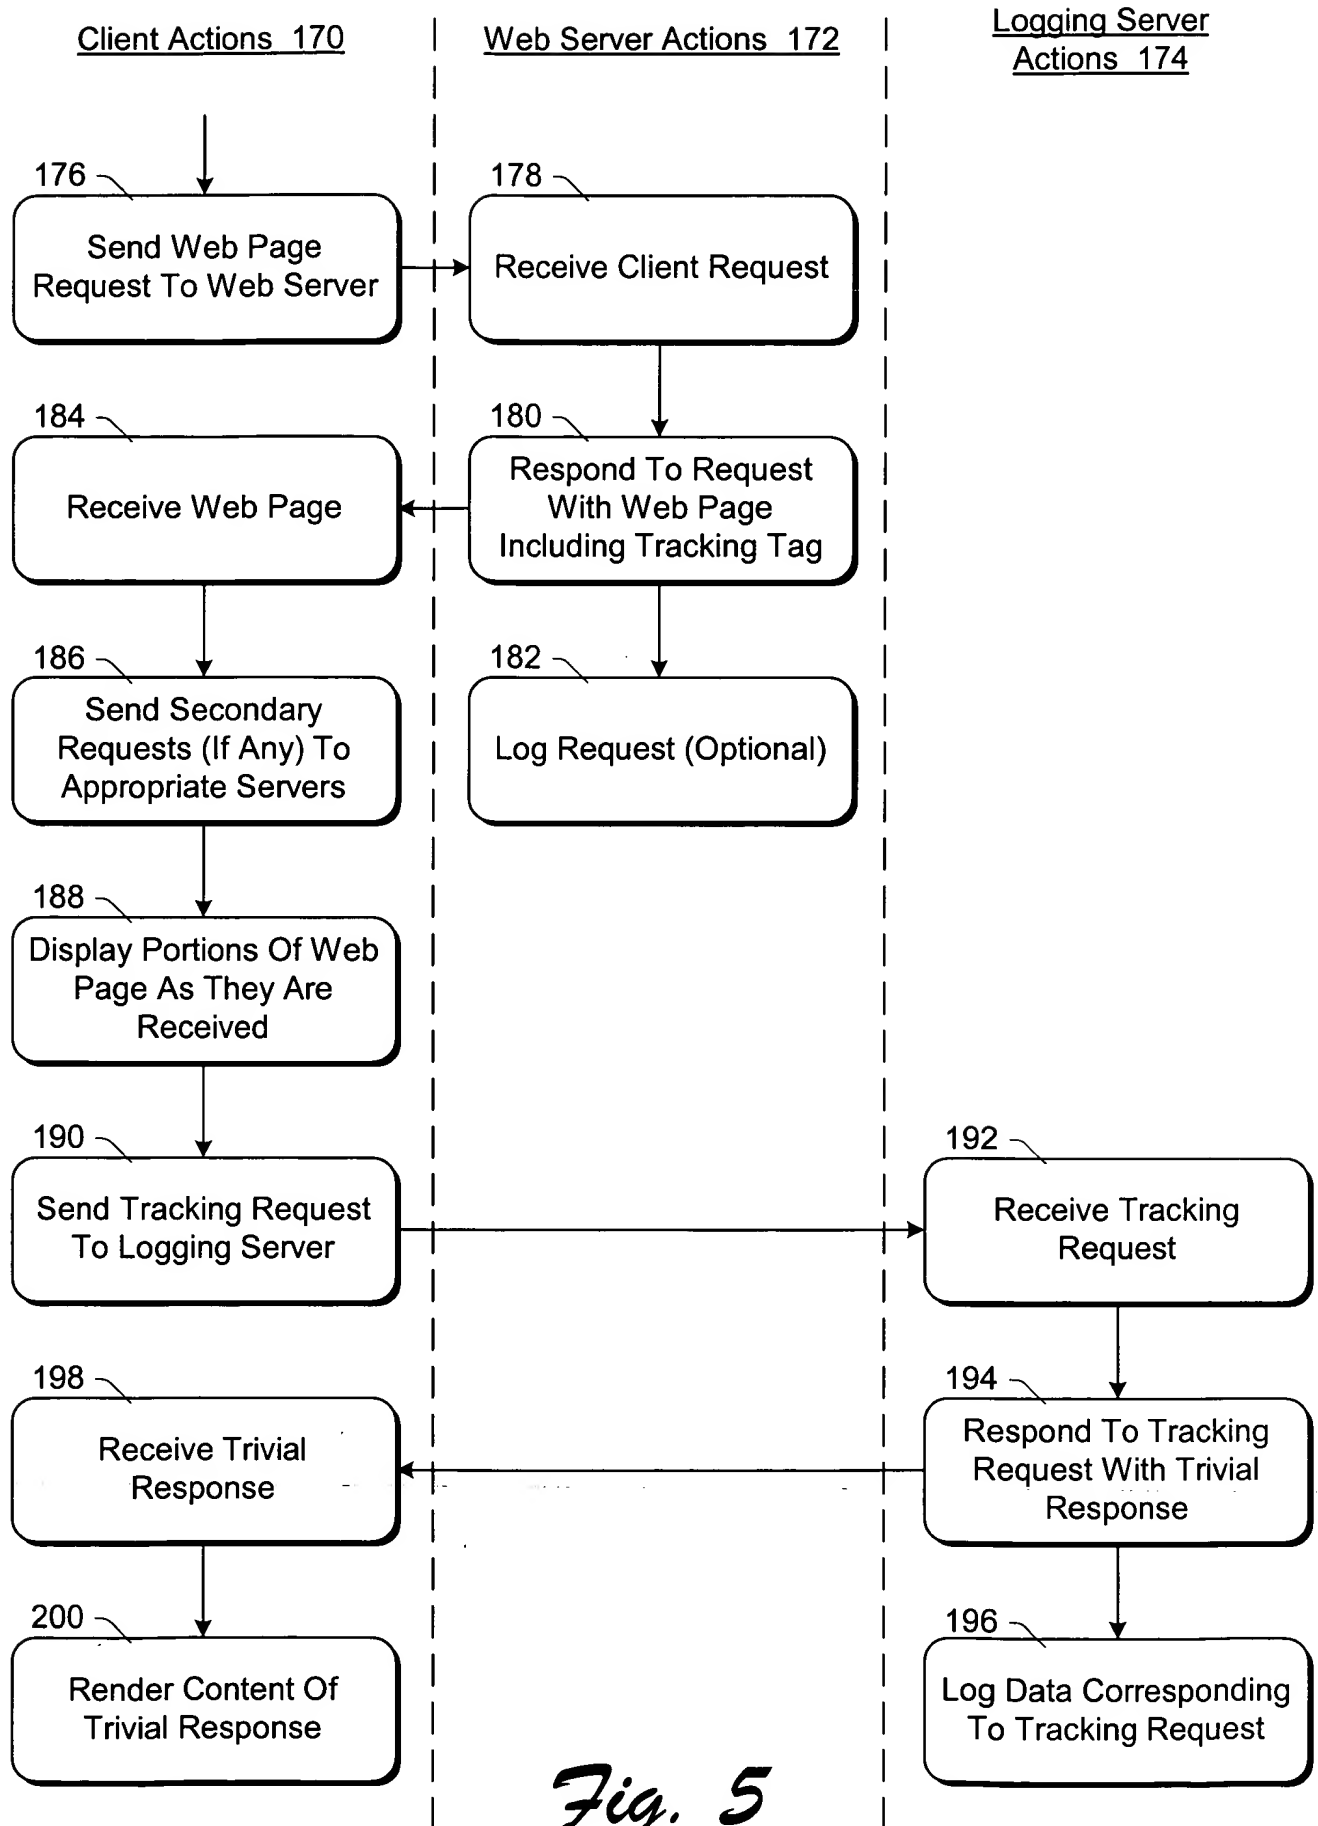 Client Actions 170
Web Server Actions 172
Logging Server
Actions 174
176
Send Web Page
Request To Web Server
178
Receive Client Request
184
Receive Web Page
180
Respond To Request
With Web Page
Including Tracking Tag
186
Send Secondary
Requests (If Any) To
Appropriate Servers
182
Log Request (Optional)
188
Display Portions Of Web
Page As They Are
Received
190
Send Tracking Request
To Logging Server
192
Receive Tracking
Request
198
Receive Trivial
Response
194
Respond To Tracking
Request With Trivial
Response
200
Render Content Of
Trivial Response
196
Log Data Corresponding
To Tracking Request
Fig. 5